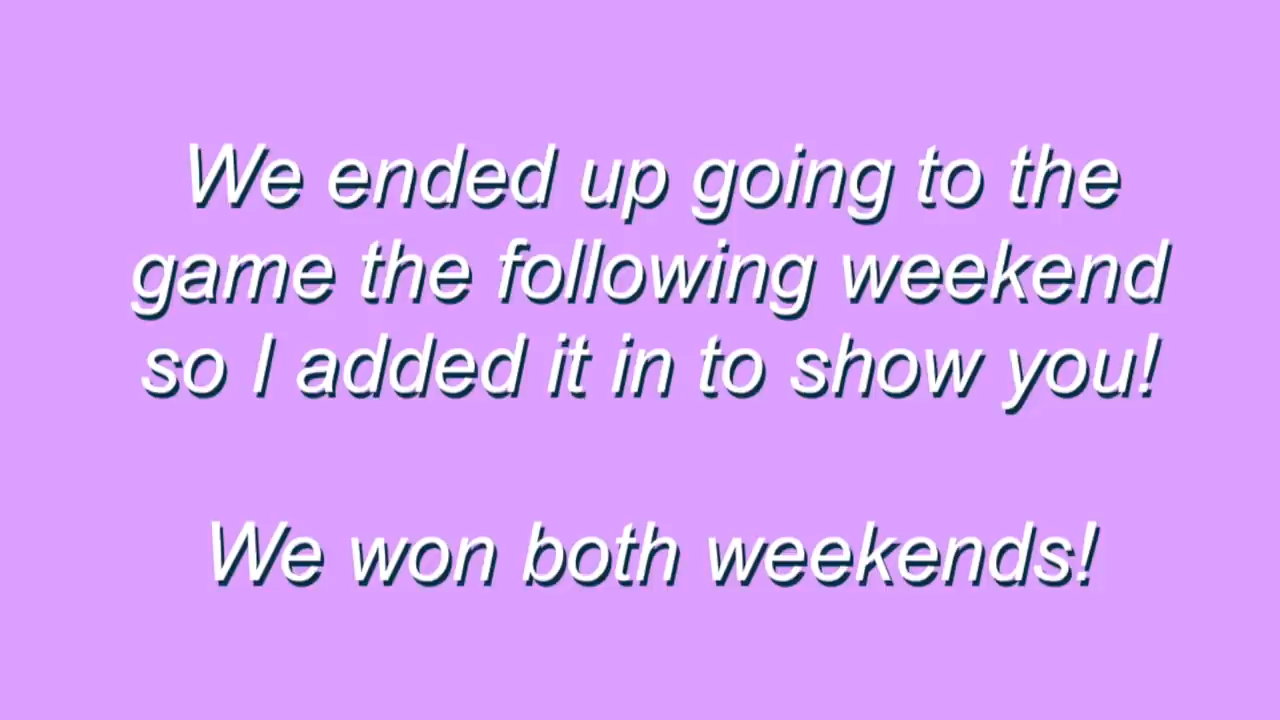 We ended up going to the
game the following weekend
so I added it in to show you!
We won both weekends!